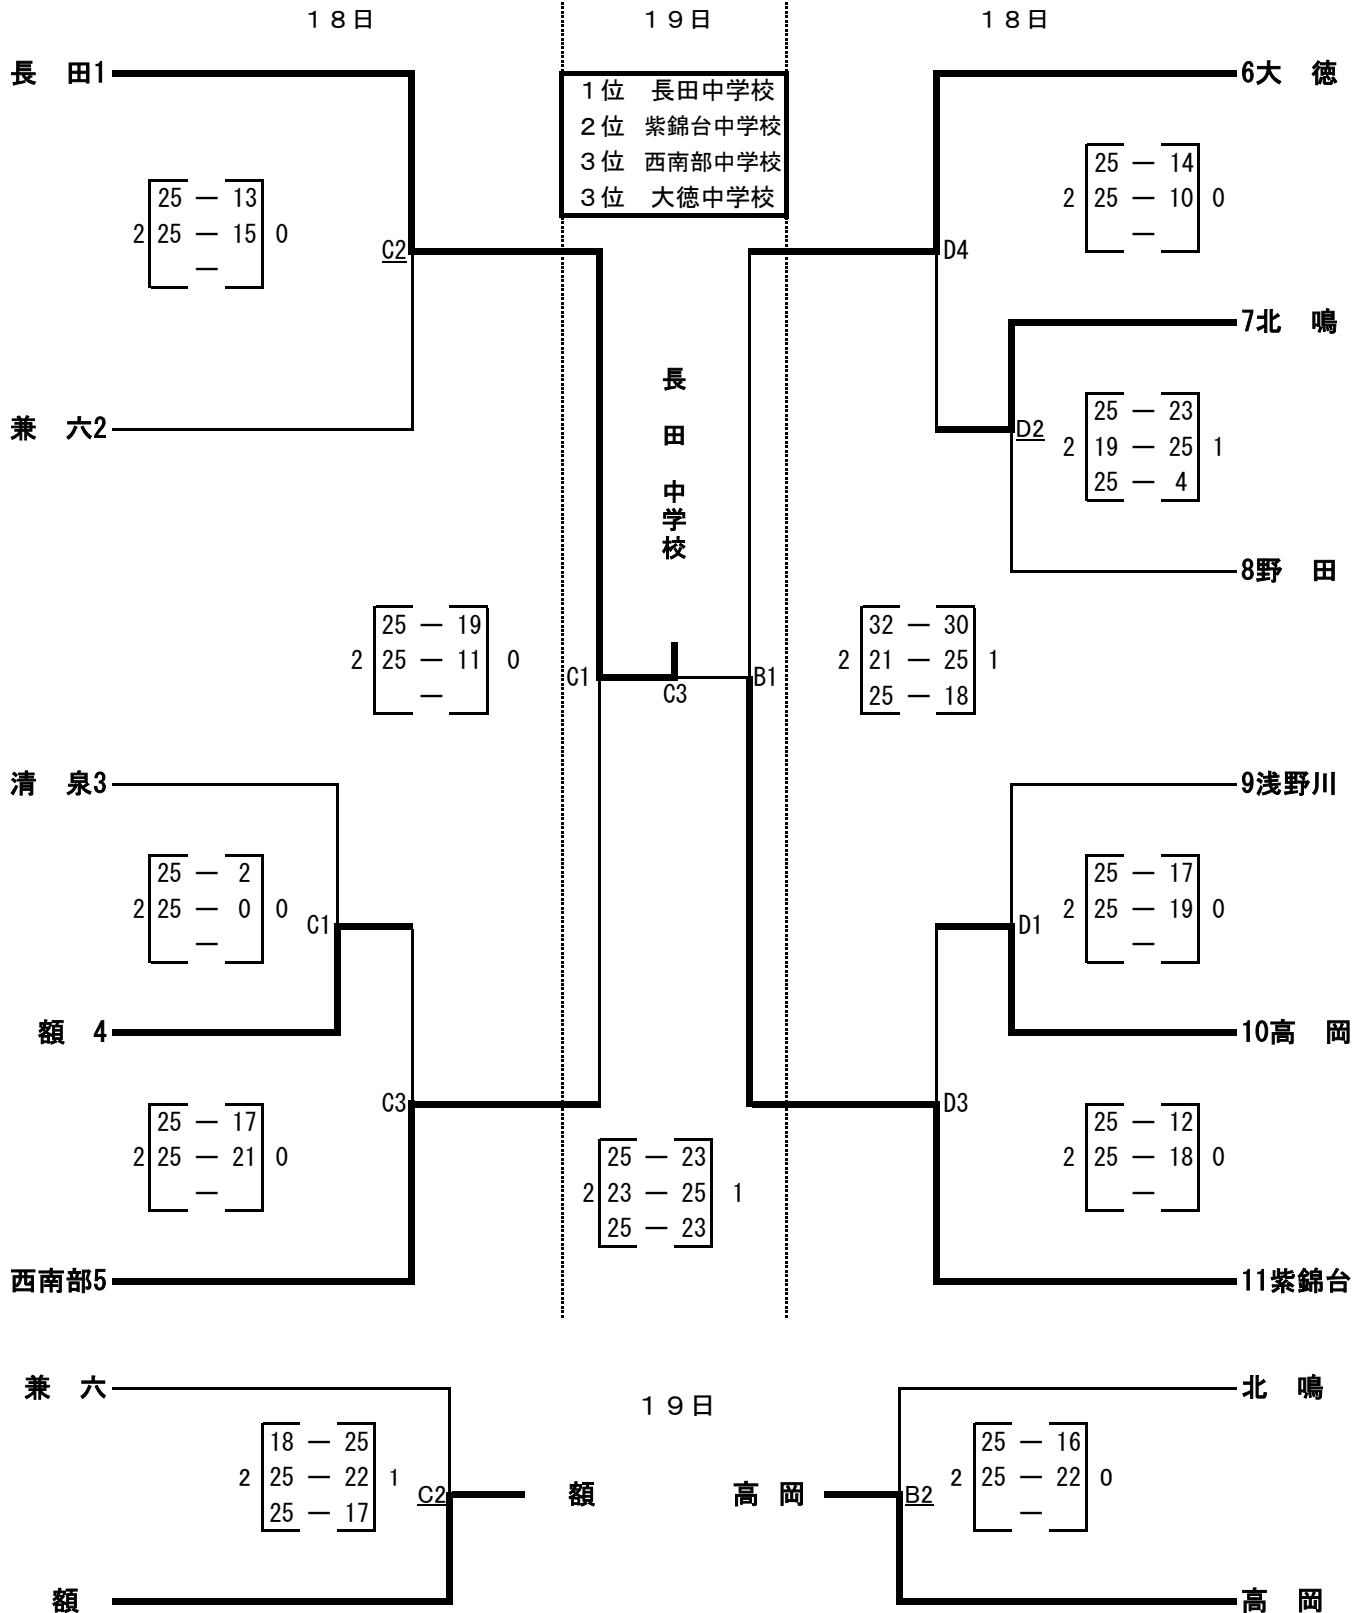 １８日　１９日　１８日
長　田1
6大　徳
１位　長田中学校
２位　紫錦台中学校
３位　西南部中学校
３位　大徳中学校
25 ― 14
2 25 ― 10 0
―
25 ― 13
2 25 ― 15 0
―
C2
D4
7北　鳴
長田中学校
兼　六2
D2
25 ― 23
2 19 ― 25 1
25 ― 4
8野　田
25 ― 19
2 25 ― 11 0
―
C1
C3
B1
32 ― 30
2 21 ― 25 1
25 ― 18
清　泉3
9浅野川
25 ― 2
2 25 ― 0 0
―
C1
D1
25 ― 17
2 25 ― 19 0
―
額　4
10高　岡
C3
D3
25 ― 17
2 25 ― 21 0
―
25 ― 23
2 23 ― 25 1
25 ― 23
25 ― 12
2 25 ― 18 0
―
西南部5
11紫錦台
兼　六
１９日
北　鳴
18 ― 25
2 25 ― 22 1
25 ― 17
C2
額
高　岡
B2
25 ― 16
2 25 ― 22 0
―
額
高　岡